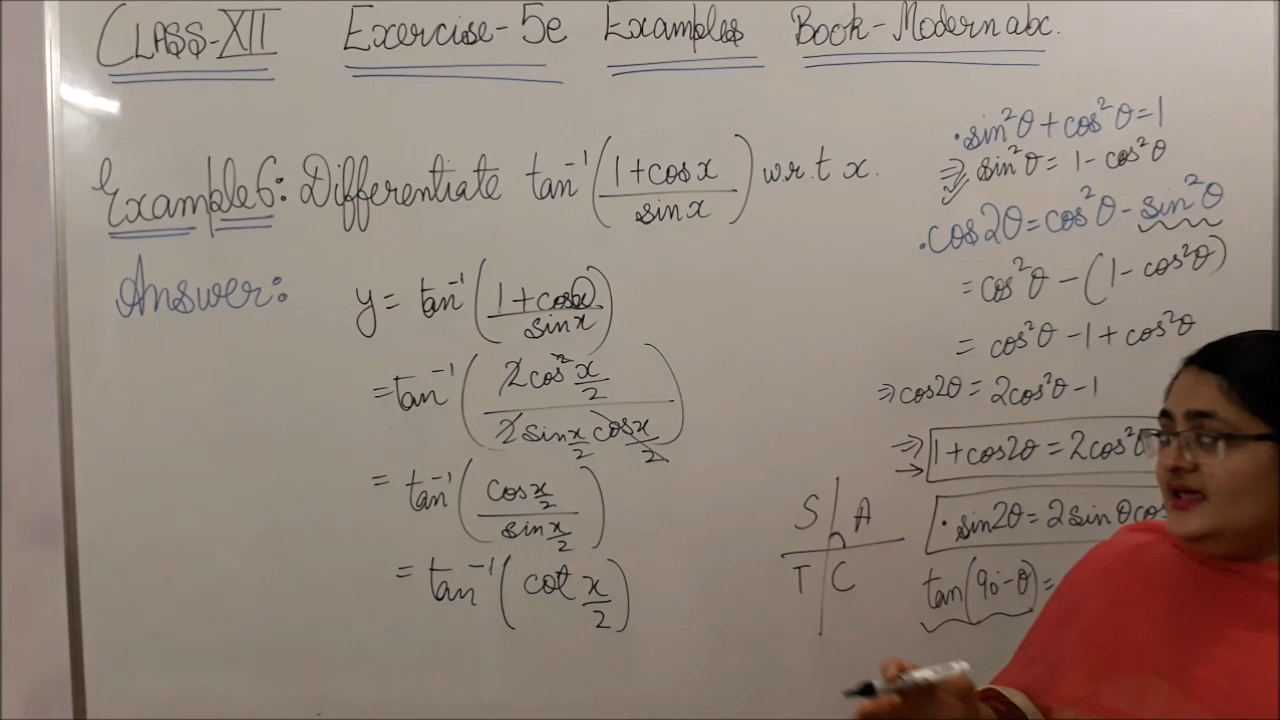 CLASS-XII Exercise-5e Examples Book-Modern abc.
Example 6: Differentiate tan⁻¹((1+cosx)/(sinx)) w.r.t x.
Answer:
y = tan⁻¹((1+cosx)/(sinx))
= tan⁻¹((2cos²x/2)/(2sin x/2 cos x/2))
= tan⁻¹((cos x/2)/(sin x/2))
= tan⁻¹(cot x/2)
·sin²θ+cos²θ=1
⇒ sin²θ = 1-cos²θ
·cos2θ=cos²θ-sin²θ
= cos²θ-(1-cos²θ)
= cos²θ-1+cos²θ
⇒cos2θ = 2cos²θ-1
⇒ 1+cos2θ = 2cos²θ
·sin2θ=2sinθcos
S A
T C
tan(90-θ)=